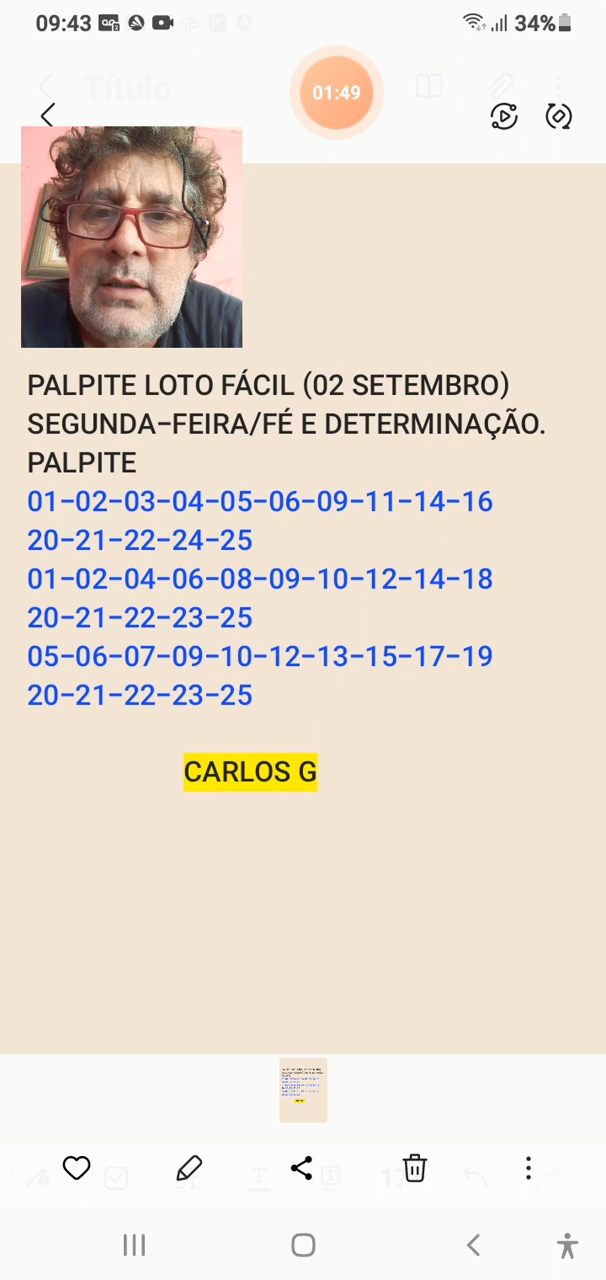 09:43
34%
Título
01:49
PALPITE LOTO FÁCIL (02 SETEMBRO)
SEGUNDA-FEIRA/FÉ E DETERMINAÇÃO.
PALPITE
01-02-03-04-05-06-09-11-14-16
20-21-22-24-25
01-02-04-06-08-09-10-12-14-18
20-21-22-23-25
05-06-07-09-10-12-13-15-17-19
20-21-22-23-25
CARLOS G
17